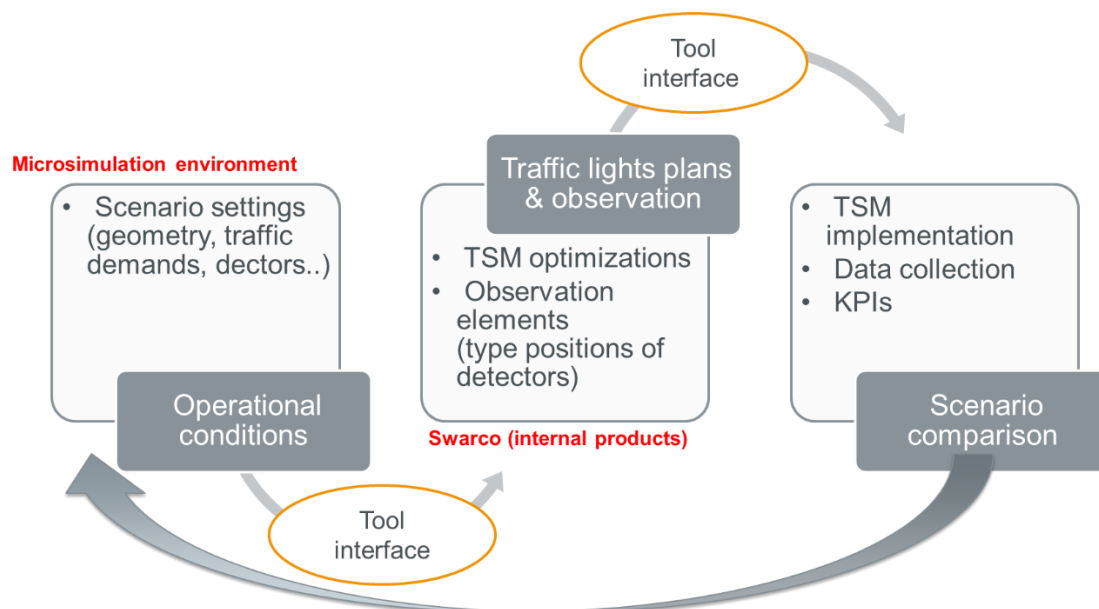 Tool
interface
Microsimulation environment
• Scenario settings
(geometry, traffic
demands, dectors..)
Operational
conditions
Tool
interface
Traffic lights plans
& observation
• TSM optimizations
• Observation
elements
(type positions of
detectors)
Swarco (internal products)
• TSM
implementation
• Data collection
• KPIs
Scenario
comparison